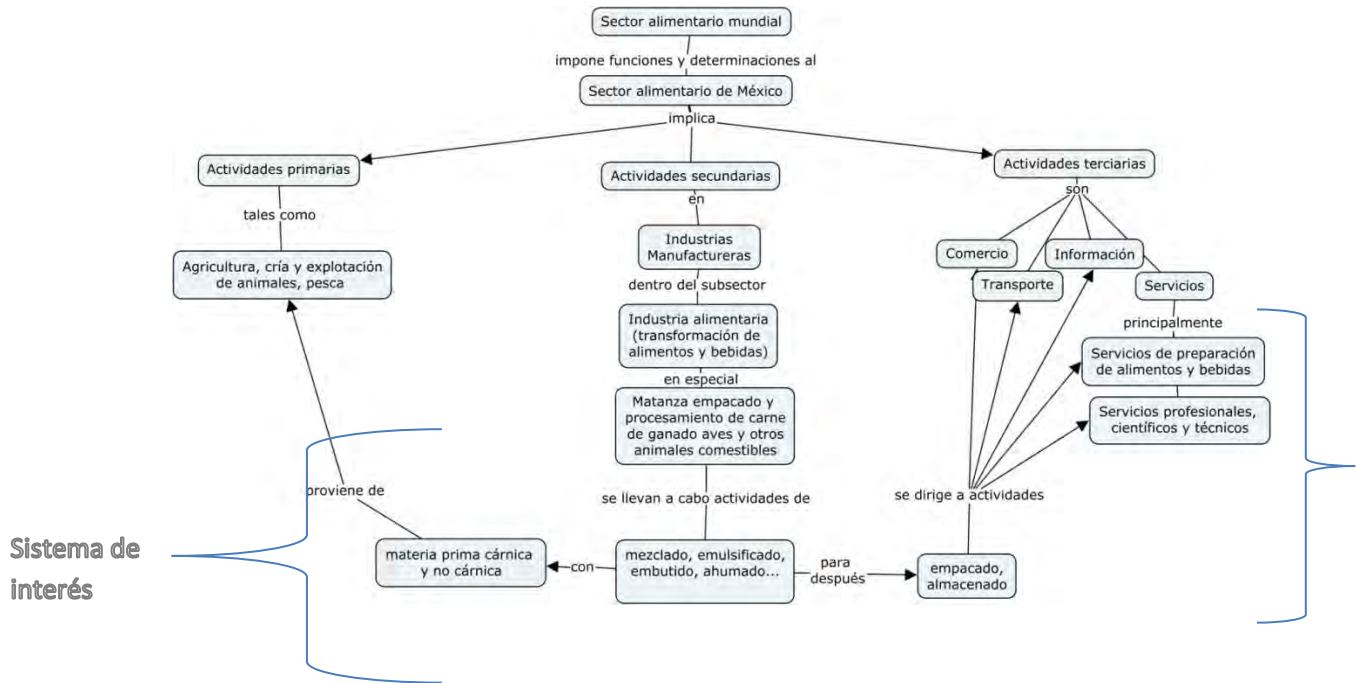 Sector alimentario mundial
impone funciones y determinaciones al
Sector alimentario de México
implica
Actividades primarias
Actividades secundarias
Actividades terciarias
tales como
en
son
Agricultura, cría y explotación
de animales, pesca
Industrias
Manufactureras
Comercio
Transporte
Información
Servicios
dentro del subsector
principalmente
Industria alimentaria
(transformación de
alimentos y bebidas)
Servicios de preparación
de alimentos y bebidas
en especial
Matanza empacado y
procesamiento de carne
de ganado aves y otros
animales comestibles
Servicios profesionales,
científicos y técnicos
proviene de
se llevan a cabo actividades de
se dirige a actividades
Sistema de
interés
materia prima cárnica
y no cárnica
con
mezclado, emulsificado,
embutido, ahumado...
para
después
empacado,
almacenado